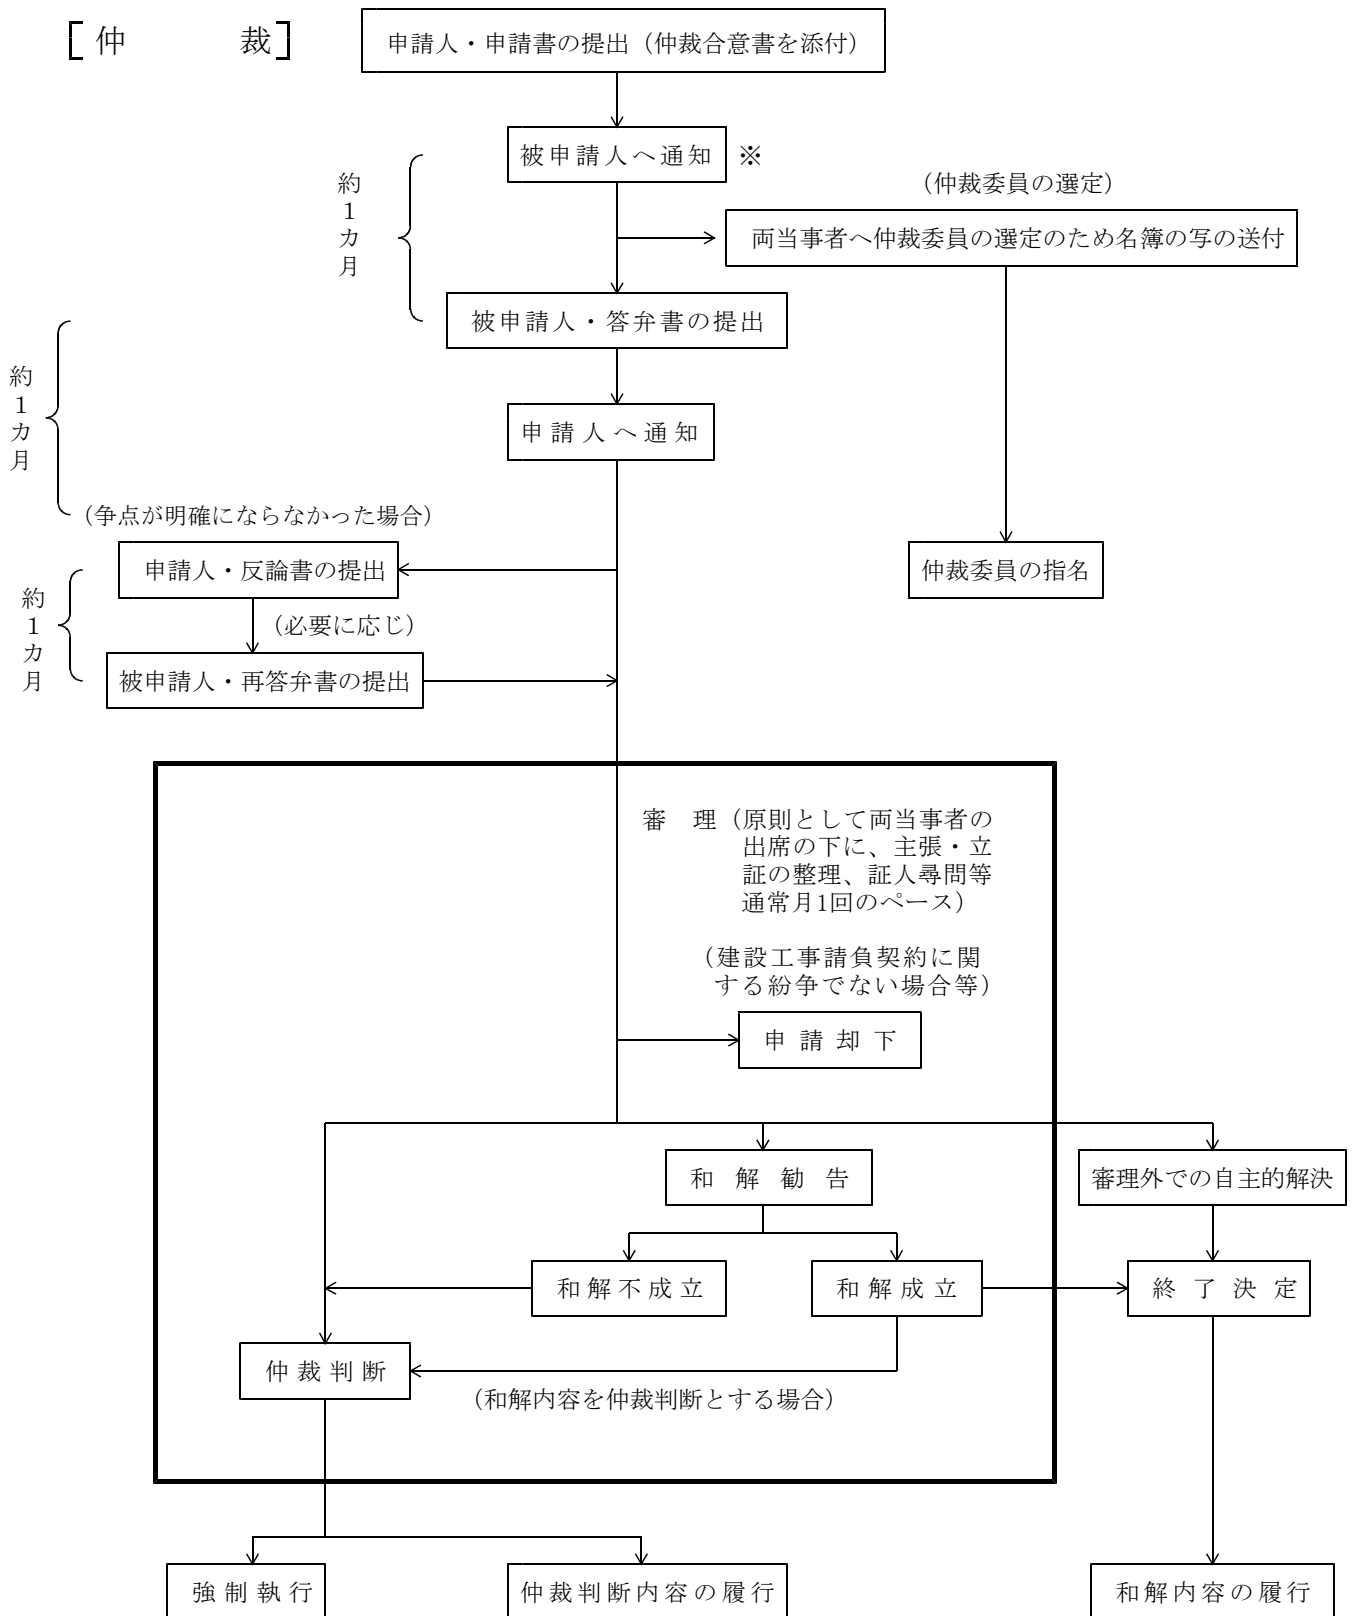 [仲　裁]
申請人・申請書の提出（仲裁合意書を添付）
被申請人へ通知 ※
約１カ月
（仲裁委員の選定）
両当事者へ仲裁委員の選定のため名簿の写の送付
被申請人・答弁書の提出
約１カ月
申請人へ通知
（争点が明確にならなかった場合）
申請人・反論書の提出
仲裁委員の指名
約１カ月
（必要に応じ）
被申請人・再答弁書の提出
審　理（原則として両当事者の
出席の下に、主張・立
証の整理、証人尋問等
通常月1回のペース）
（建設工事請負契約に関
する紛争でない場合等）
申請却下
和解勧告
審理外での自主的解決
和解不成立
和解成立
終了決定
仲裁判断
（和解内容を仲裁判断とする場合）
強制執行
仲裁判断内容の履行
和解内容の履行